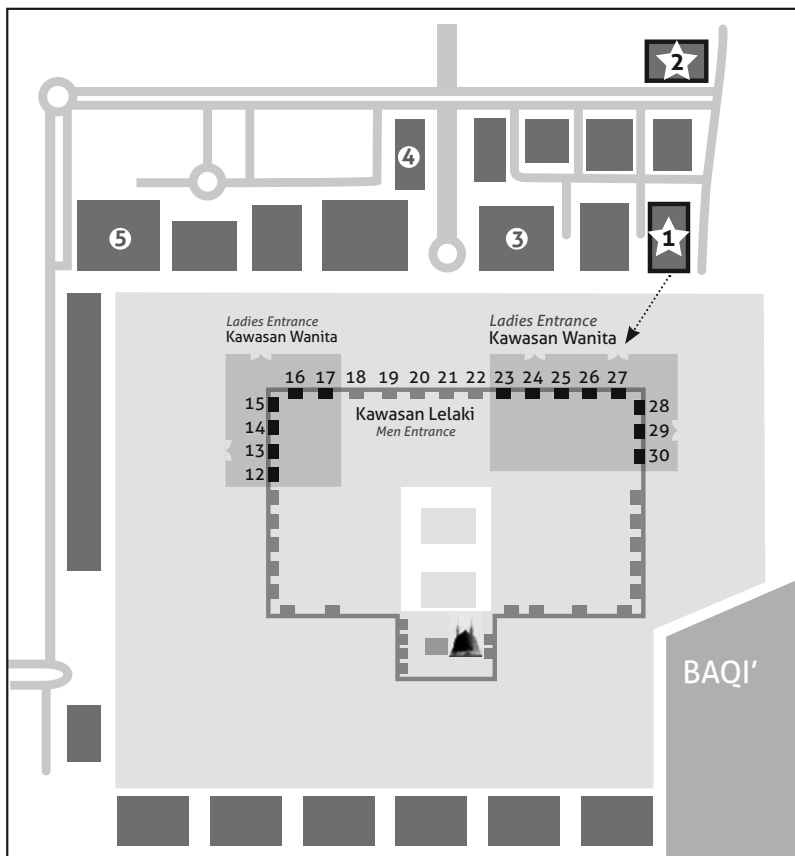 2
4
5
3
1
Ladies Entrance
Kawasan Wanita
Ladies Entrance
Kawasan Wanita
16 17 18 19 20 21 22 23 24 25 26 27
15
14
13
12
Kawasan Lelaki
Men Entrance
28
29
30
BAQI’